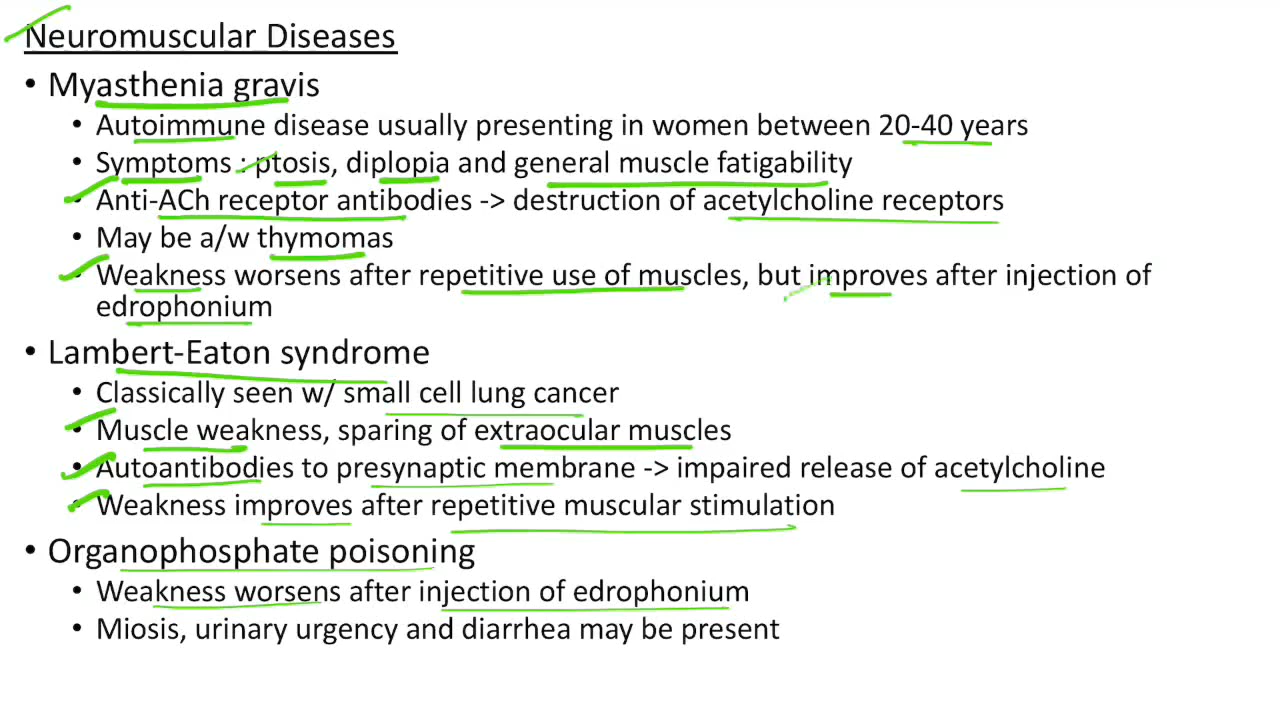 Neuromuscular Diseases
• Myasthenia gravis
• Autoimmune disease usually presenting in women between 20-40 years
• Symptoms : ptosis, diplopia and general muscle fatigability
• Anti-ACh receptor antibodies -> destruction of acetylcholine receptors
• May be a/w thymomas
• Weakness worsens after repetitive use of muscles, but improves after injection of
edrophonium
• Lambert-Eaton syndrome
• Classically seen w/ small cell lung cancer
• Muscle weakness, sparing of extraocular muscles
• Autoantibodies to presynaptic membrane -> impaired release of acetylcholine
• Weakness improves after repetitive muscular stimulation
• Organophosphate poisoning
• Weakness worsens after injection of edrophonium
• Miosis, urinary urgency and diarrhea may be present